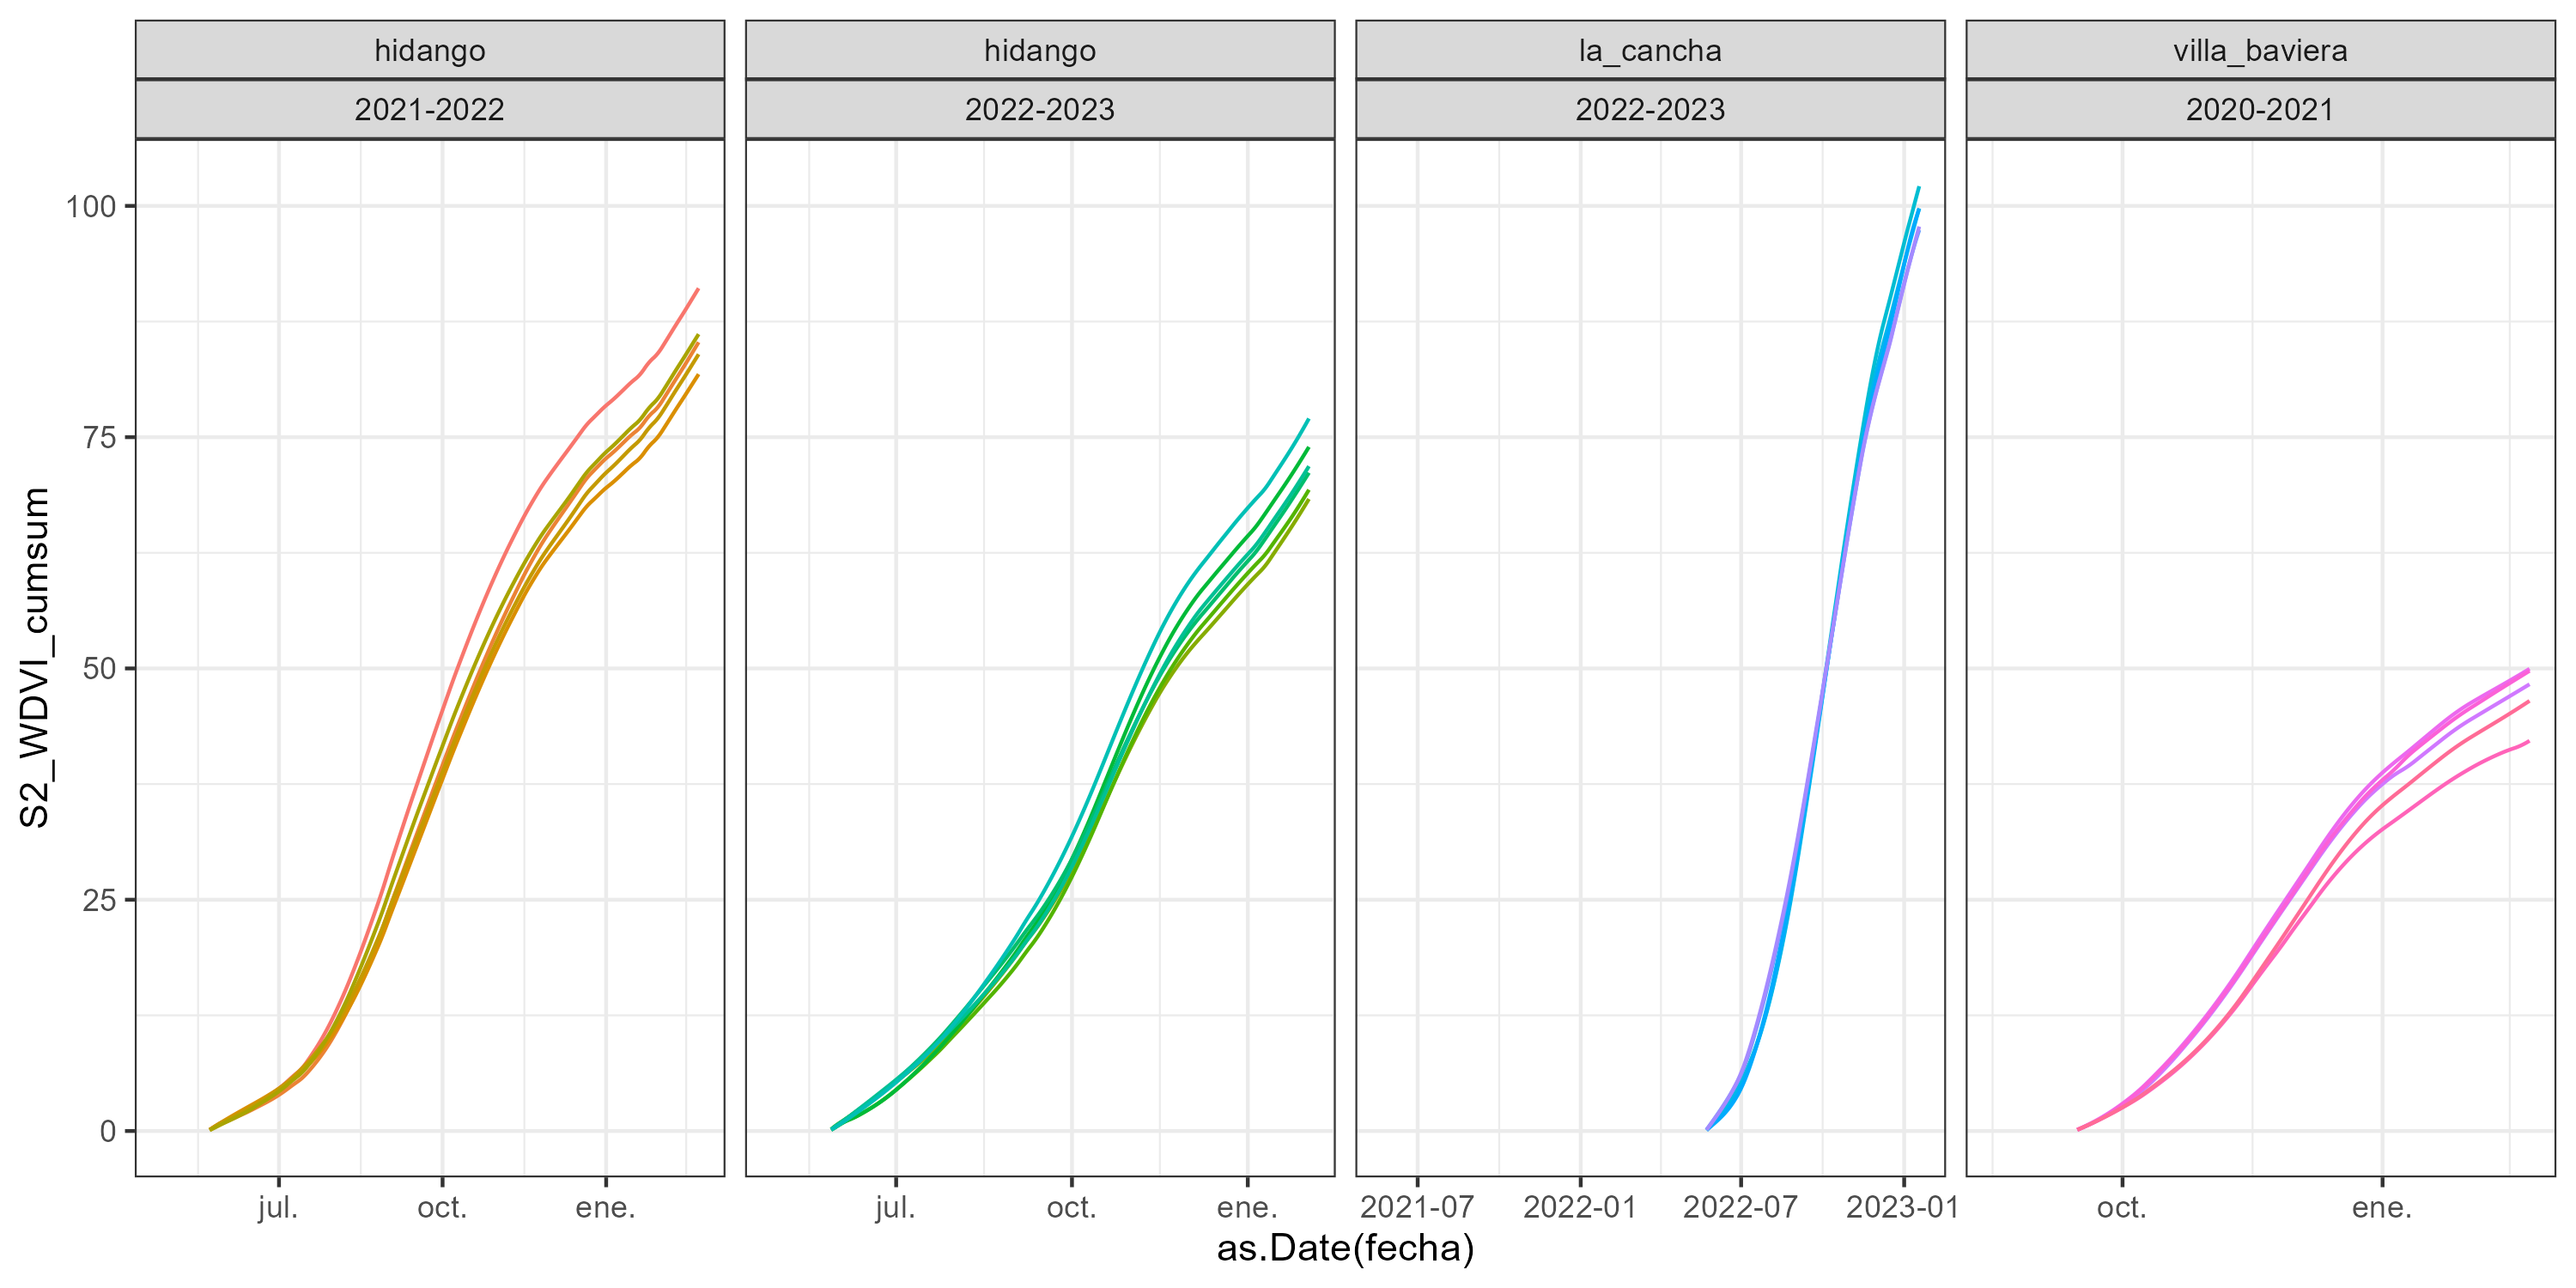 hidango
2021-2022
hidango
2022-2023
la_cancha
2022-2023
villa_baviera
2020-2021
S2_WDVI_cumsum
100
75
50
25
0
jul.
oct.
ene.
jul.
oct.
ene.
2021-07
2022-01
2022-07
2023-01
oct.
ene.
as.Date(fecha)